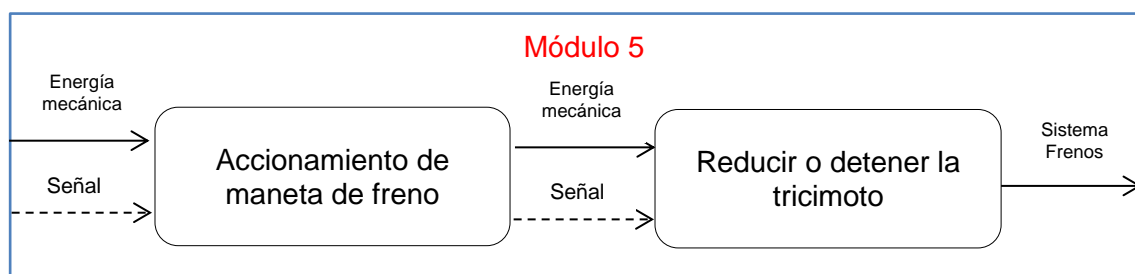 Módulo 5
Energía
mecánica
Señal
Accionamiento de
maneta de freno
Energía
mecánica
Señal
Reducir o detener la
tricimoto
Sistema
Frenos